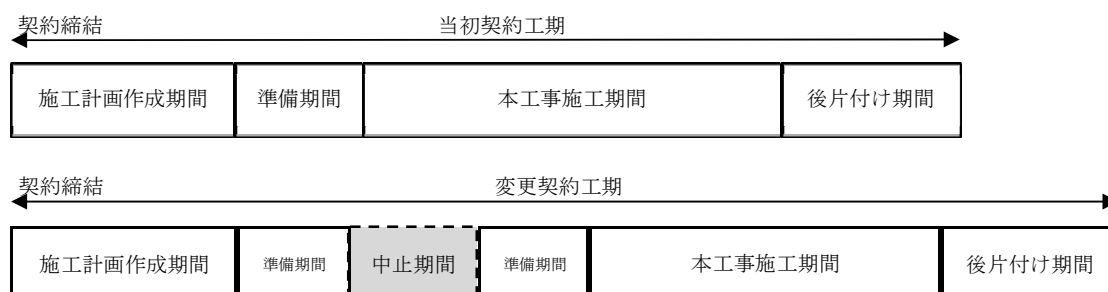 契約締結 当初契約工期
施工計画作成期間 準備期間 本工事施工期間 後片付け期間
契約締結 変更契約工期
施工計画作成期間 準備期間 中止期間 準備期間 本工事施工期間 後片付け期間